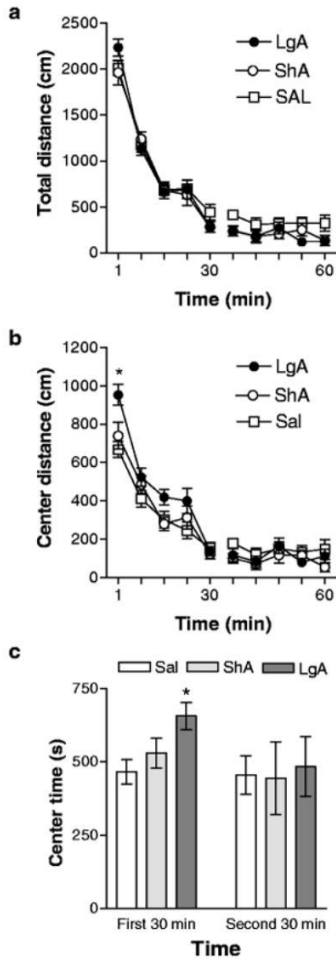 a
2500
2000
1500
1000
500
0
Total distance (cm)
LgA
ShA
SAL
1
30
60
Time (min)
b
1200
1000
800
600
400
200
0
Center distance (cm)
*
LgA
ShA
Sal
1
30
60
Time (min)
c
Sal ShA LgA
750
500
250
0
Center time (s)
*
First 30 min Second 30 min
Time